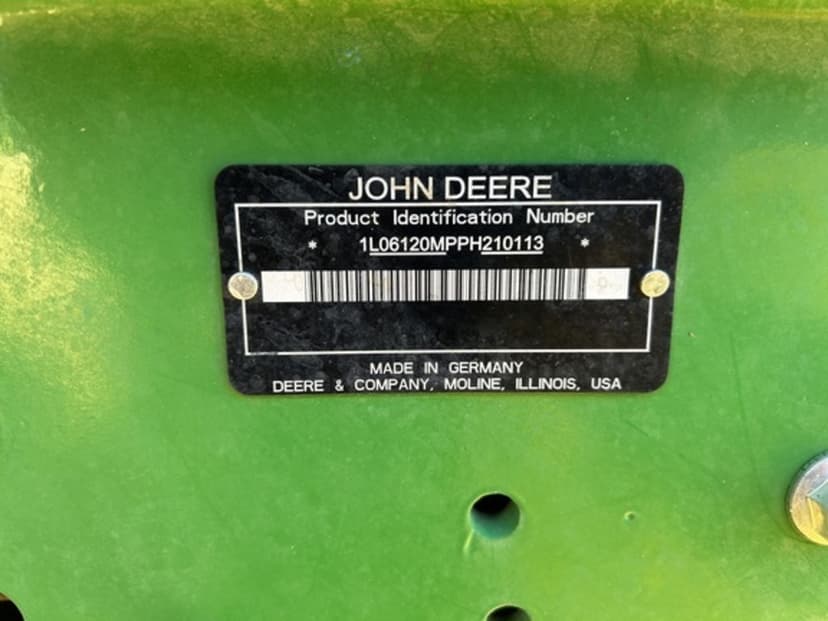 JOHN DEERE
Product Identification Number
* 1L06120MPPH210113 *
MADE IN GERMANY
DEERE & COMPANY, MOLINE, ILLINOIS, USA